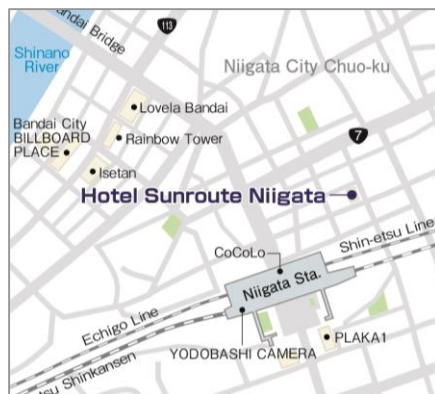 Bandai Bridge
113
Shinano
River
Niigata City Chuo-ku
Lovela Bandai
Bandai City
BILLBOARD
PLACE
Rainbow Tower
7
Isetan
Hotel Sunroute Niigata
CoCoLo
Shin-etsu Line
Niigata Sta.
Echigo Line
YODOBASHI CAMERA
PLAKA1
Shinkansen